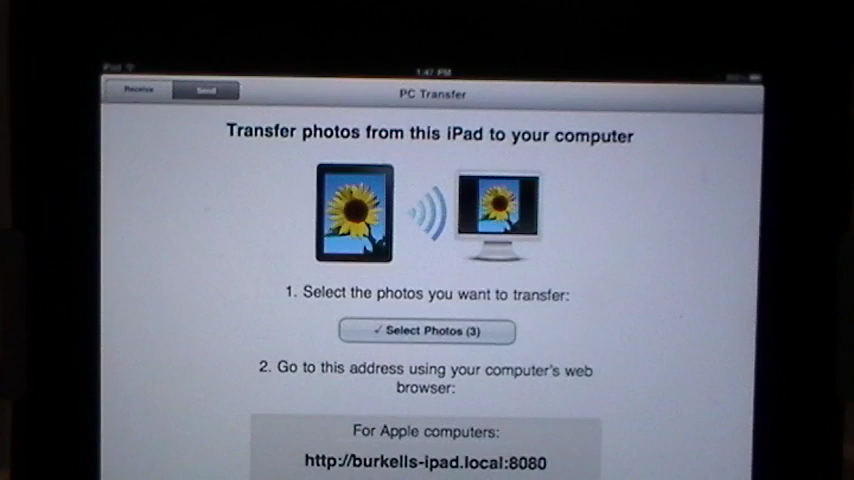 iPad
1:47 PM
Receive
Send
PC Transfer
Transfer photos from this iPad to your computer
1. Select the photos you want to transfer:
✓ Select Photos (3)
2. Go to this address using your computer's web
browser:
For Apple computers:
http://burkells-ipad.local:8080